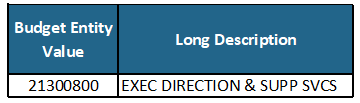 Budget Entity Value	Long Description
21300800	EXEC DIRECTION & SUPP SVCS